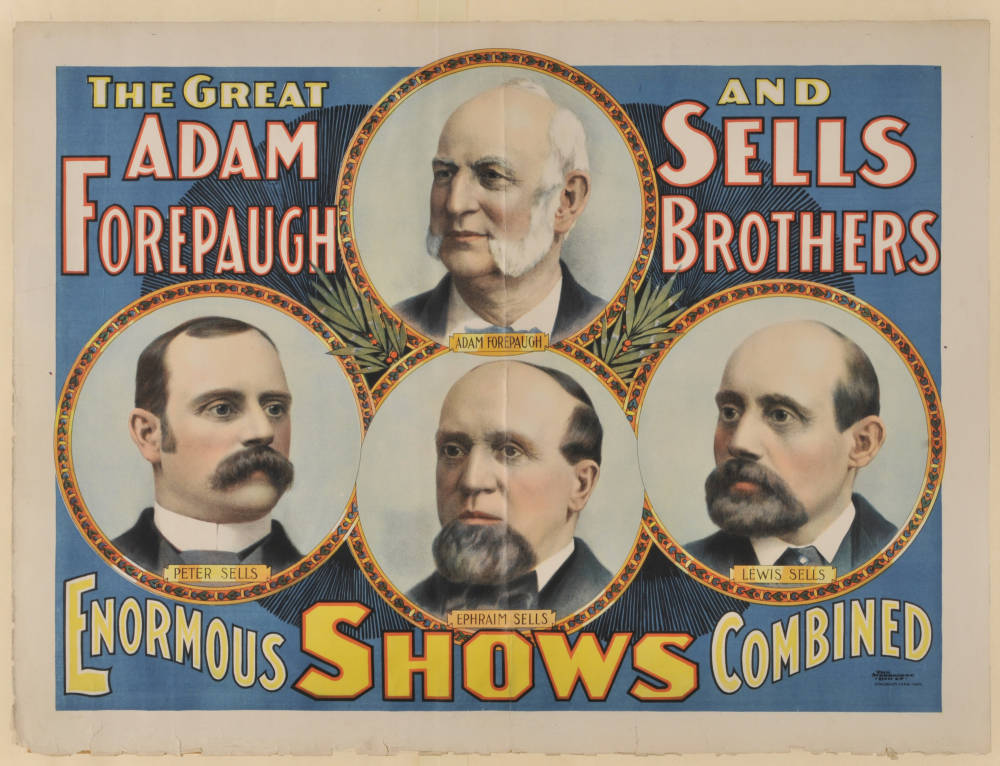 THE GREAT
ADAM
FOREPAUGH
AND
SELLS
BROTHERS
ADAM FOREPAUGH
PETER SELLS
EPHRAIM SELLS
LEWIS SELLS
ENORMOUS SHOWS COMBINED